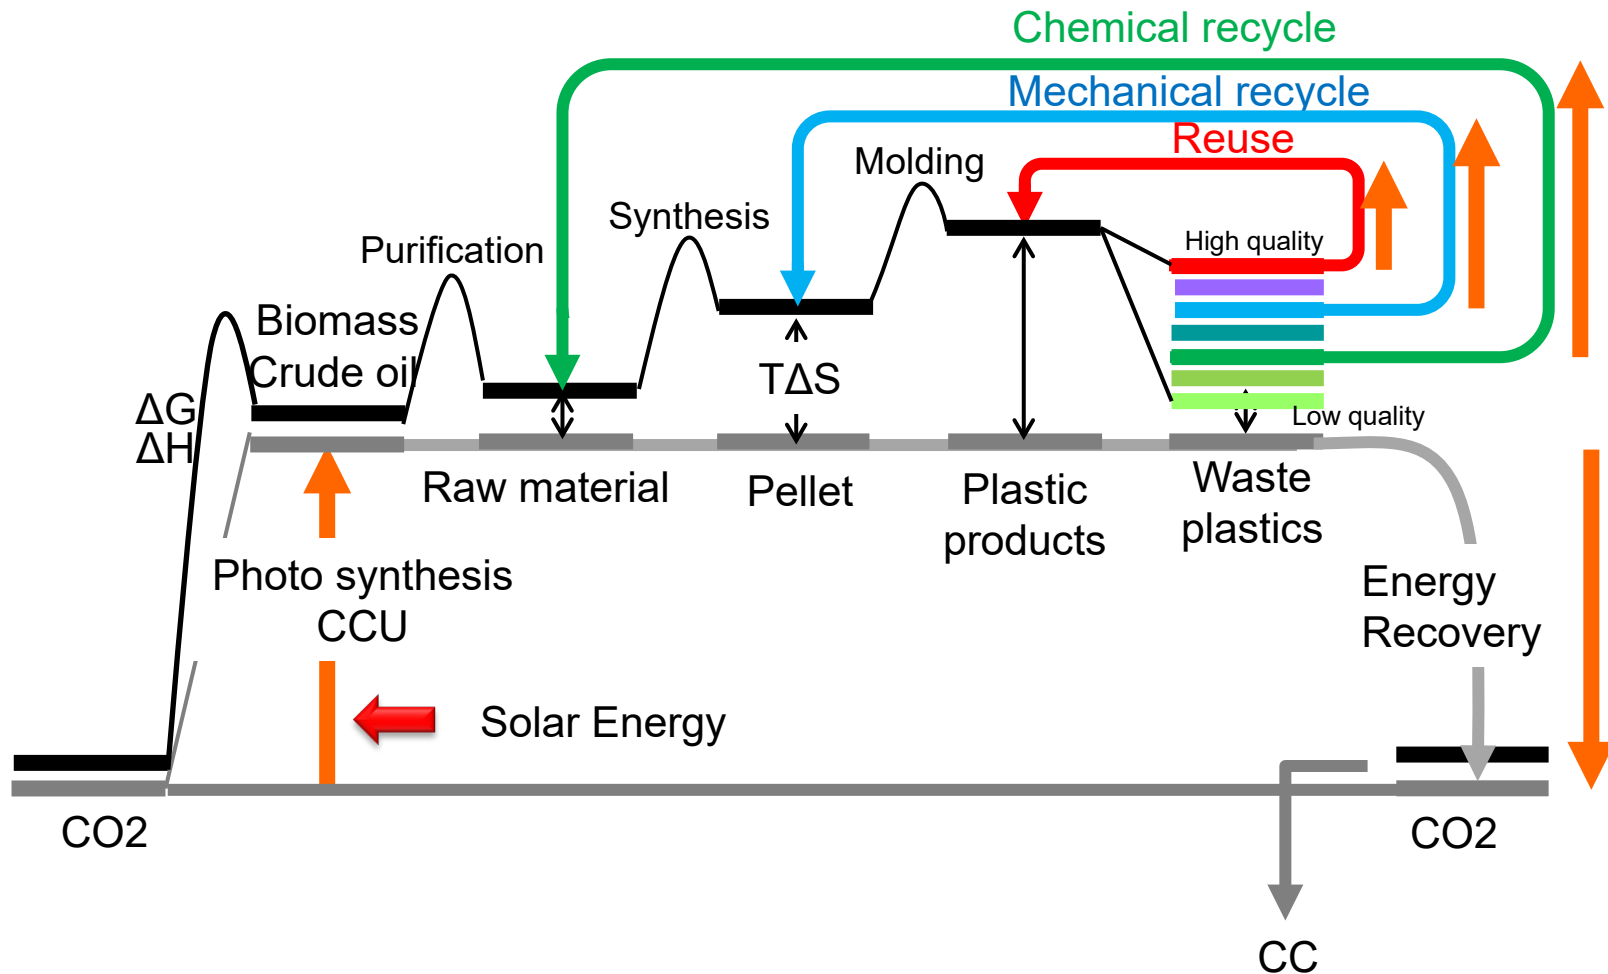 Chemical recycle
Mechanical recycle
Reuse
Molding
Synthesis
Purification
High quality
Biomass
Crude oil
TΔS
ΔG
ΔH
Low quality
Raw material
Pellet
Plastic
products
Waste
plastics
Photo synthesis
CCU
Energy
Recovery
Solar Energy
CO2
CO2
CC